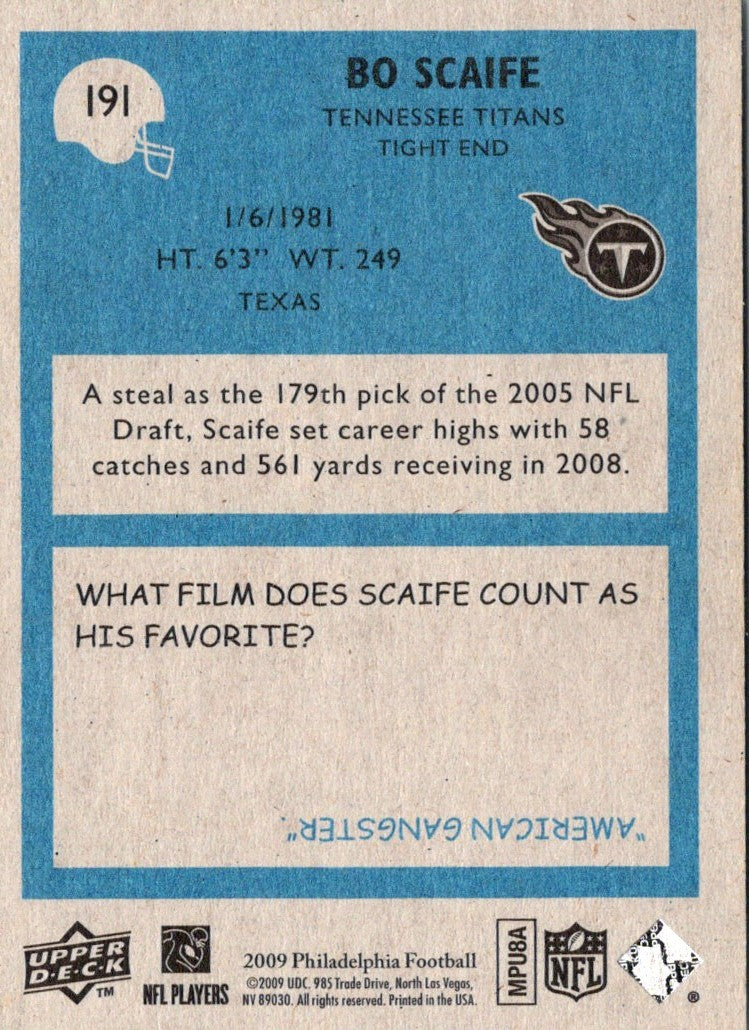 191
BO SCAIFE
TENNESSEE TITANS
TIGHT END
1/6/1981
HT. 6'3" WT. 249
TEXAS
T
A steal as the 179th pick of the 2005 NFL
Draft, Scaife set career highs with 58
catches and 561 yards receiving in 2008.
WHAT FILM DOES SCAIFE COUNT AS
HIS FAVORITE?
"AMERICAN GANGSTER".
UPPER
D·E·C·K
TM
NFL PLAYERS
2009 Philadelphia Football
©2009 UDC. 985 Trade Drive, North Las Vegas,
NV 89030. All rights reserved. Printed in the USA.
MPU8A
NFL
®